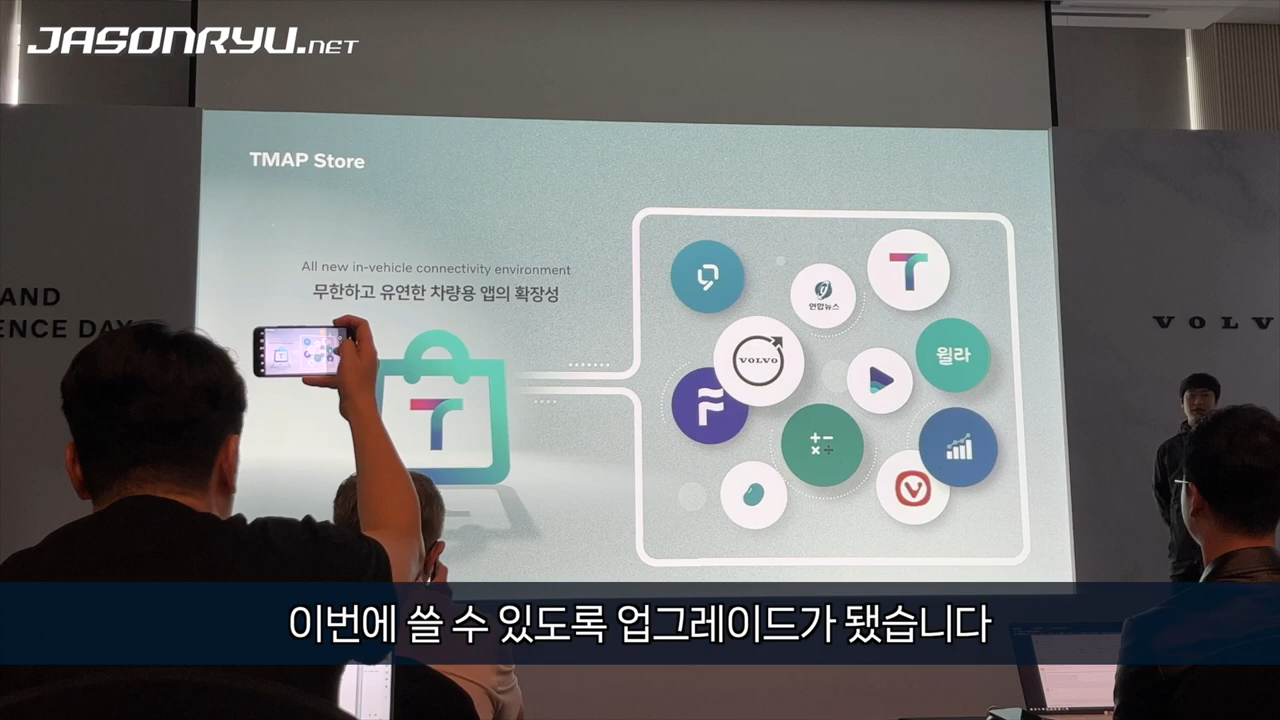 JASONRYU.NET
TMAP Store
All new in-vehicle connectivity environment
무한하고 유연한 차량용 앱의 확장성
연합뉴스
VOLVO
윌라
AND
ENCE DAY
VOLV
이번에 쓸 수 있도록 업그레이드가 됐습니다